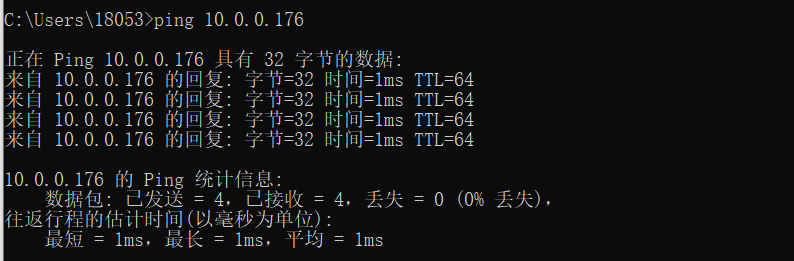 C:\Users\18053>ping 10.0.0.176
正在 Ping 10.0.0.176 具有 32 字节的数据:
来自 10.0.0.176 的回复: 字节=32 时间=1ms TTL=64
来自 10.0.0.176 的回复: 字节=32 时间=1ms TTL=64
来自 10.0.0.176 的回复: 字节=32 时间=1ms TTL=64
来自 10.0.0.176 的回复: 字节=32 时间=1ms TTL=64
10.0.0.176 的 Ping 统计信息:
数据包: 已发送 = 4，已接收 = 4，丢失 = 0 (0% 丢失)，
往返行程的估计时间(以毫秒为单位):
最短 = 1ms，最长 = 1ms，平均 = 1ms